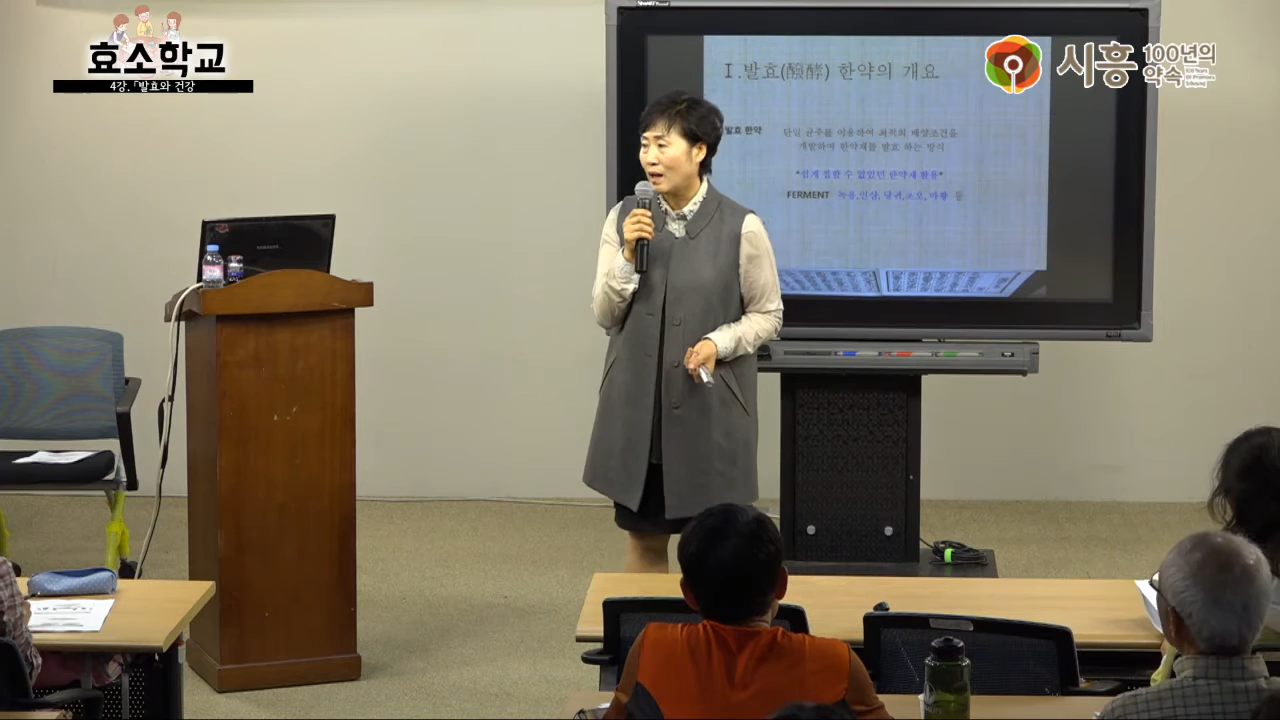 효소학교
4강.「발효와 건강
시흥
100년의
약속
Ⅰ.발효(醱酵) 한약의 개요
발효 한약
단일 균주를 이용하여 최적의 배양조건을
개발하여 한약재를 발효 하는 방식
"쉽게 접할 수 없었던 한약재 활용"
FERMENT 녹용,인삼, 당귀,초오, 마황 등
SAMSUNG